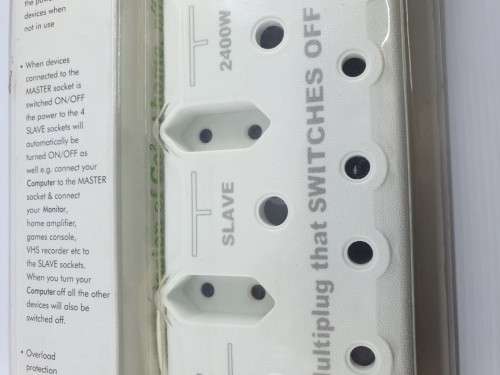 the power
devices when
not in use
• When devices
connected to the
MASTER socket is
switched ON/OFF
the power to the 4
SLAVE sockets will
automatically be
turned ON/OFF as
well e.g. connect your
Computer to the MASTER
socket & connect
your Monitor,
home amplifier,
games console,
VHS recorder etc to
the SLAVE sockets.
When you turn your
Computer off all the other
devices will also be
switched off.
• Overload
protection
2400W
SLAVE
Multiplug that SWITCHES OFF